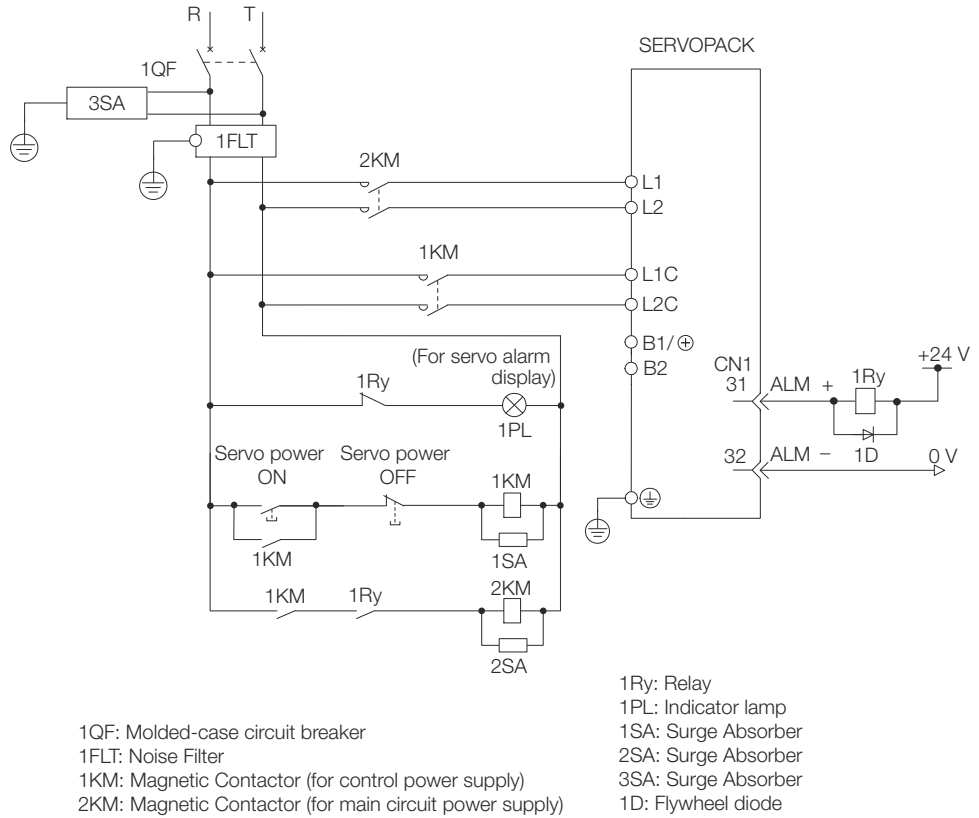 R T
SERVOPACK
1QF
3SA
1FLT
2KM
L1
L2
1KM
L1C
L2C
B1/⊕
B2
(For servo alarm
display)
CN1
+24 V
1Ry
1PL
31 ALM + 1Ry
1D
32 ALM − 0 V
Servo power
ON
Servo power
OFF
1KM
1KM
1SA
1KM 1Ry 2KM
2SA
1QF: Molded-case circuit breaker
1FLT: Noise Filter
1KM: Magnetic Contactor (for control power supply)
2KM: Magnetic Contactor (for main circuit power supply)
1Ry: Relay
1PL: Indicator lamp
1SA: Surge Absorber
2SA: Surge Absorber
3SA: Surge Absorber
1D: Flywheel diode